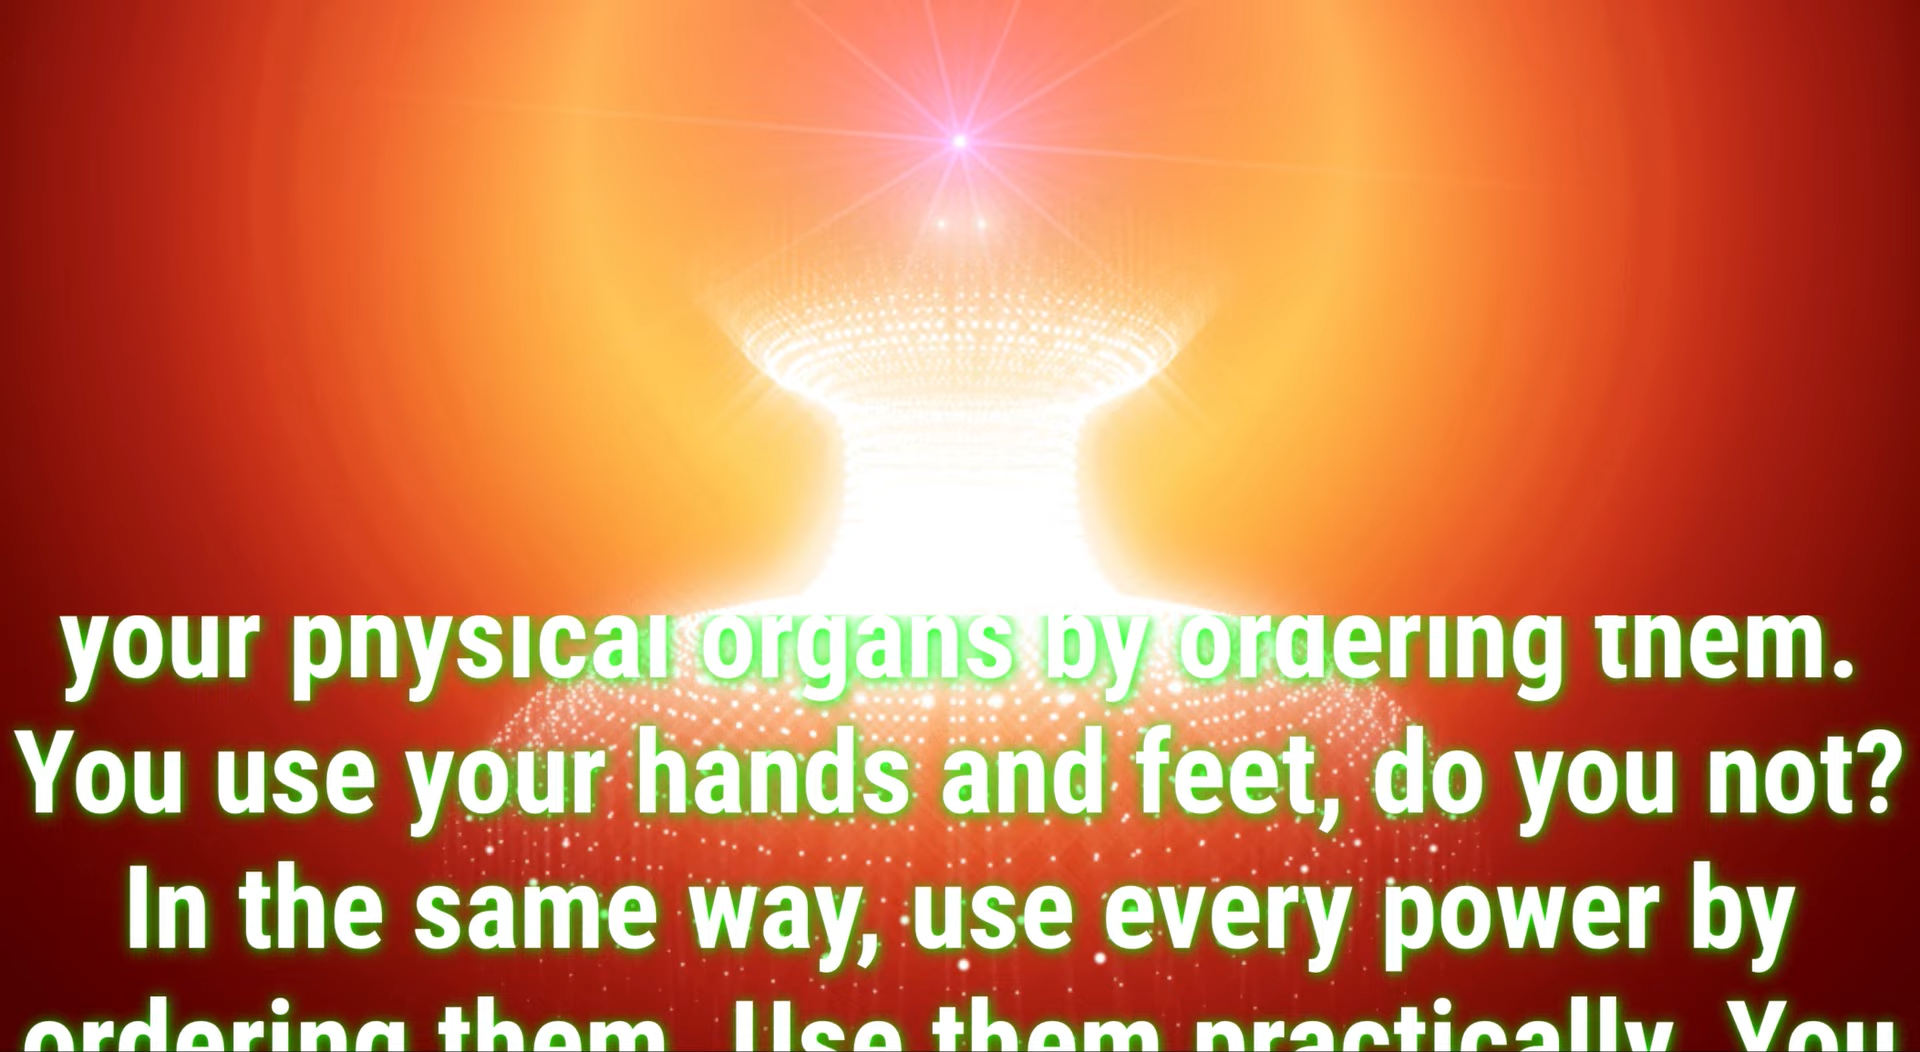 your physical organs by ordering them.
You use your hands and feet, do you not?
In the same way, use every power by
ordering them. Use them practically. You